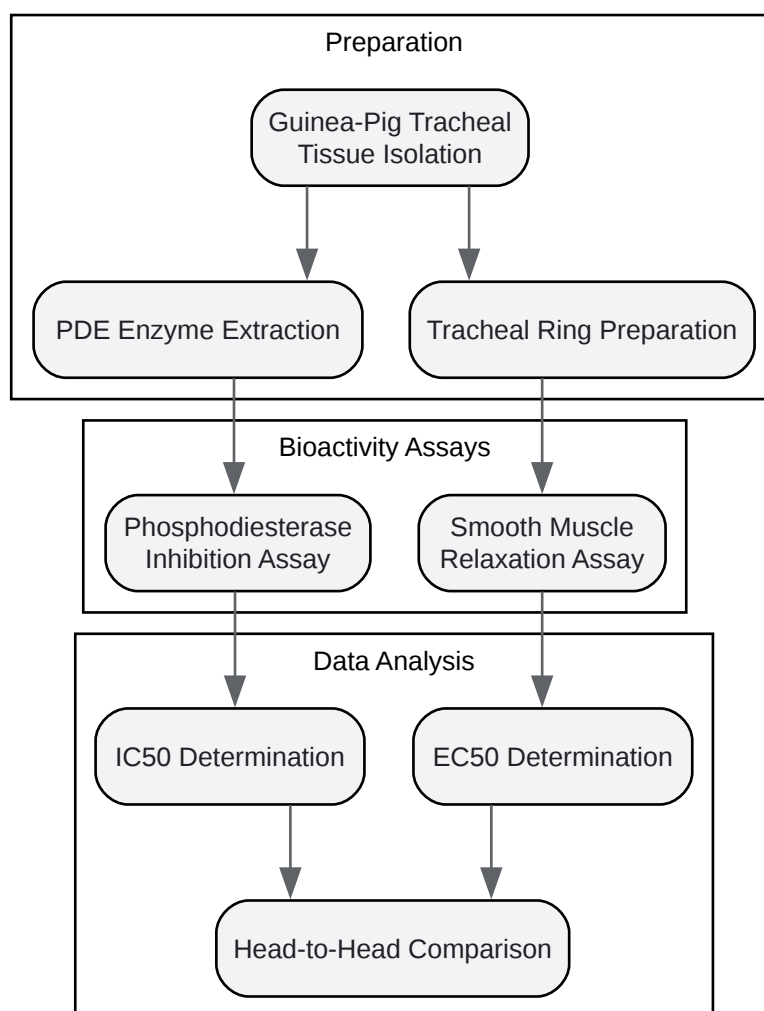 Preparation
Guinea-Pig Tracheal
Tissue Isolation
PDE Enzyme Extraction
Tracheal Ring Preparation
Bioactivity Assays
Phosphodiesterase
Inhibition Assay
Smooth Muscle
Relaxation Assay
Data Analysis
IC50 Determination
EC50 Determination
Head-to-Head Comparison